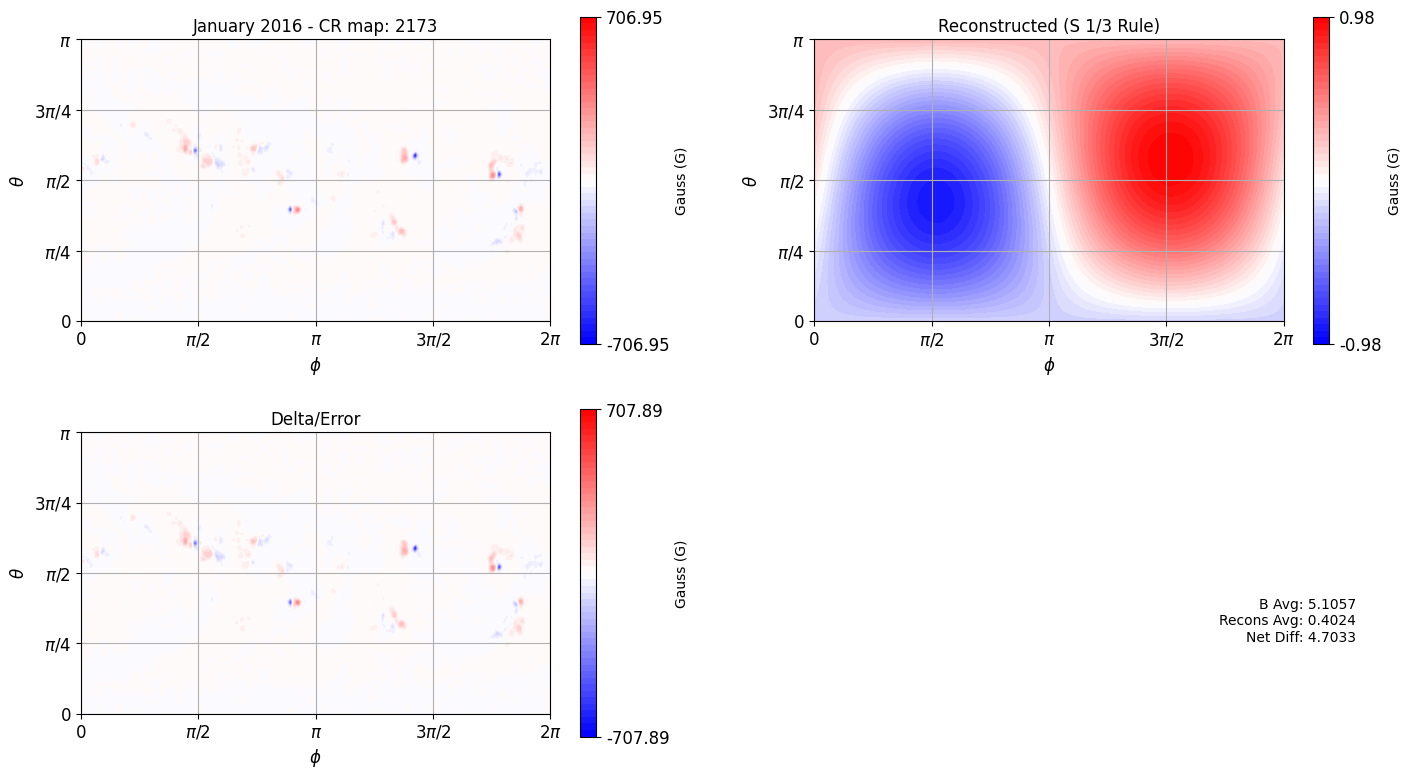 January 2016 - CR map: 2173
π
3π/4
π/2
π/4
0
θ
0
π/2
π
3π/2
2π
ϕ
706.95
-706.95
Gauss (G)
Reconstructed (S 1/3 Rule)
π
3π/4
π/2
π/4
0
θ
0
π/2
π
3π/2
2π
ϕ
0.98
-0.98
Gauss (G)
Delta/Error
π
3π/4
π/2
π/4
0
θ
0
π/2
π
3π/2
2π
ϕ
707.89
-707.89
Gauss (G)
B Avg: 5.1057
Recons Avg: 0.4024
Net Diff: 4.7033